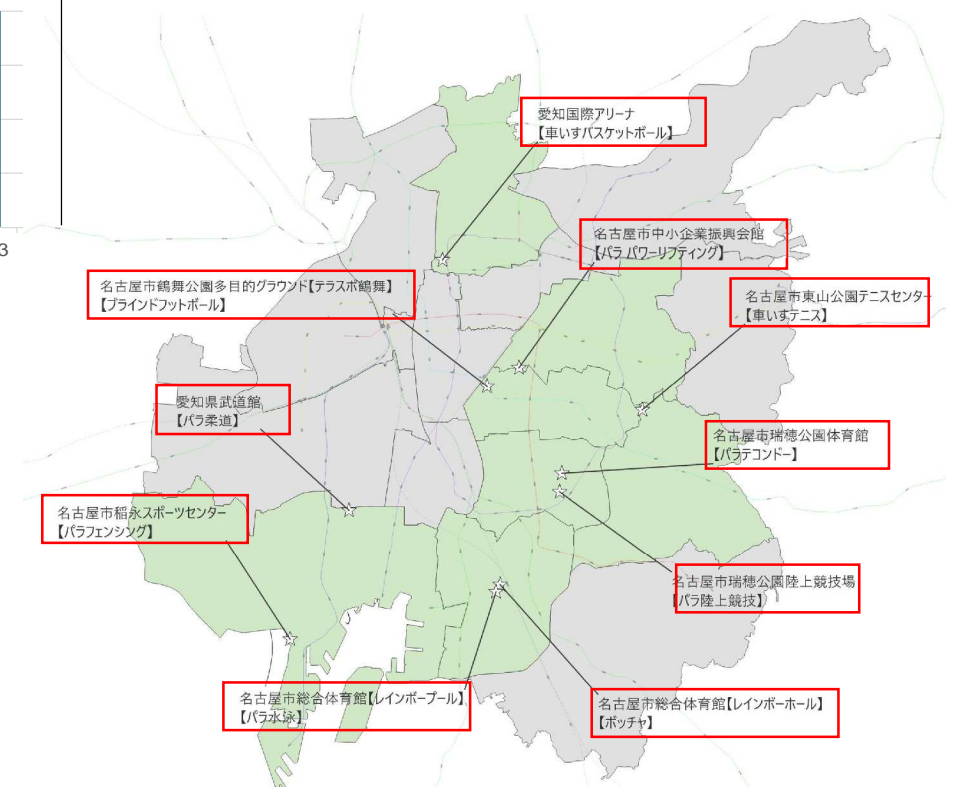 3
愛知国際アリーナ
【車いすバスケットボール】
名古屋市中小企業振興会館
【パラ パワーリフティング】
名古屋市鶴舞公園多目的グラウンド【テラスポ鶴舞】
【ブラインドフットボール】
名古屋市東山公園テニスセンター
【車いすテニス】
愛知県武道館
【パラ柔道】
名古屋市瑞穂公園体育館
【パラテコンドー】
名古屋市稲永スポーツセンター
【パラフェンシング】
名古屋市瑞穂公園陸上競技場
【パラ陸上競技】
名古屋市総合体育館【レインボープール】
【パラ水泳】
名古屋市総合体育館【レインボーホール】
【ボッチャ】